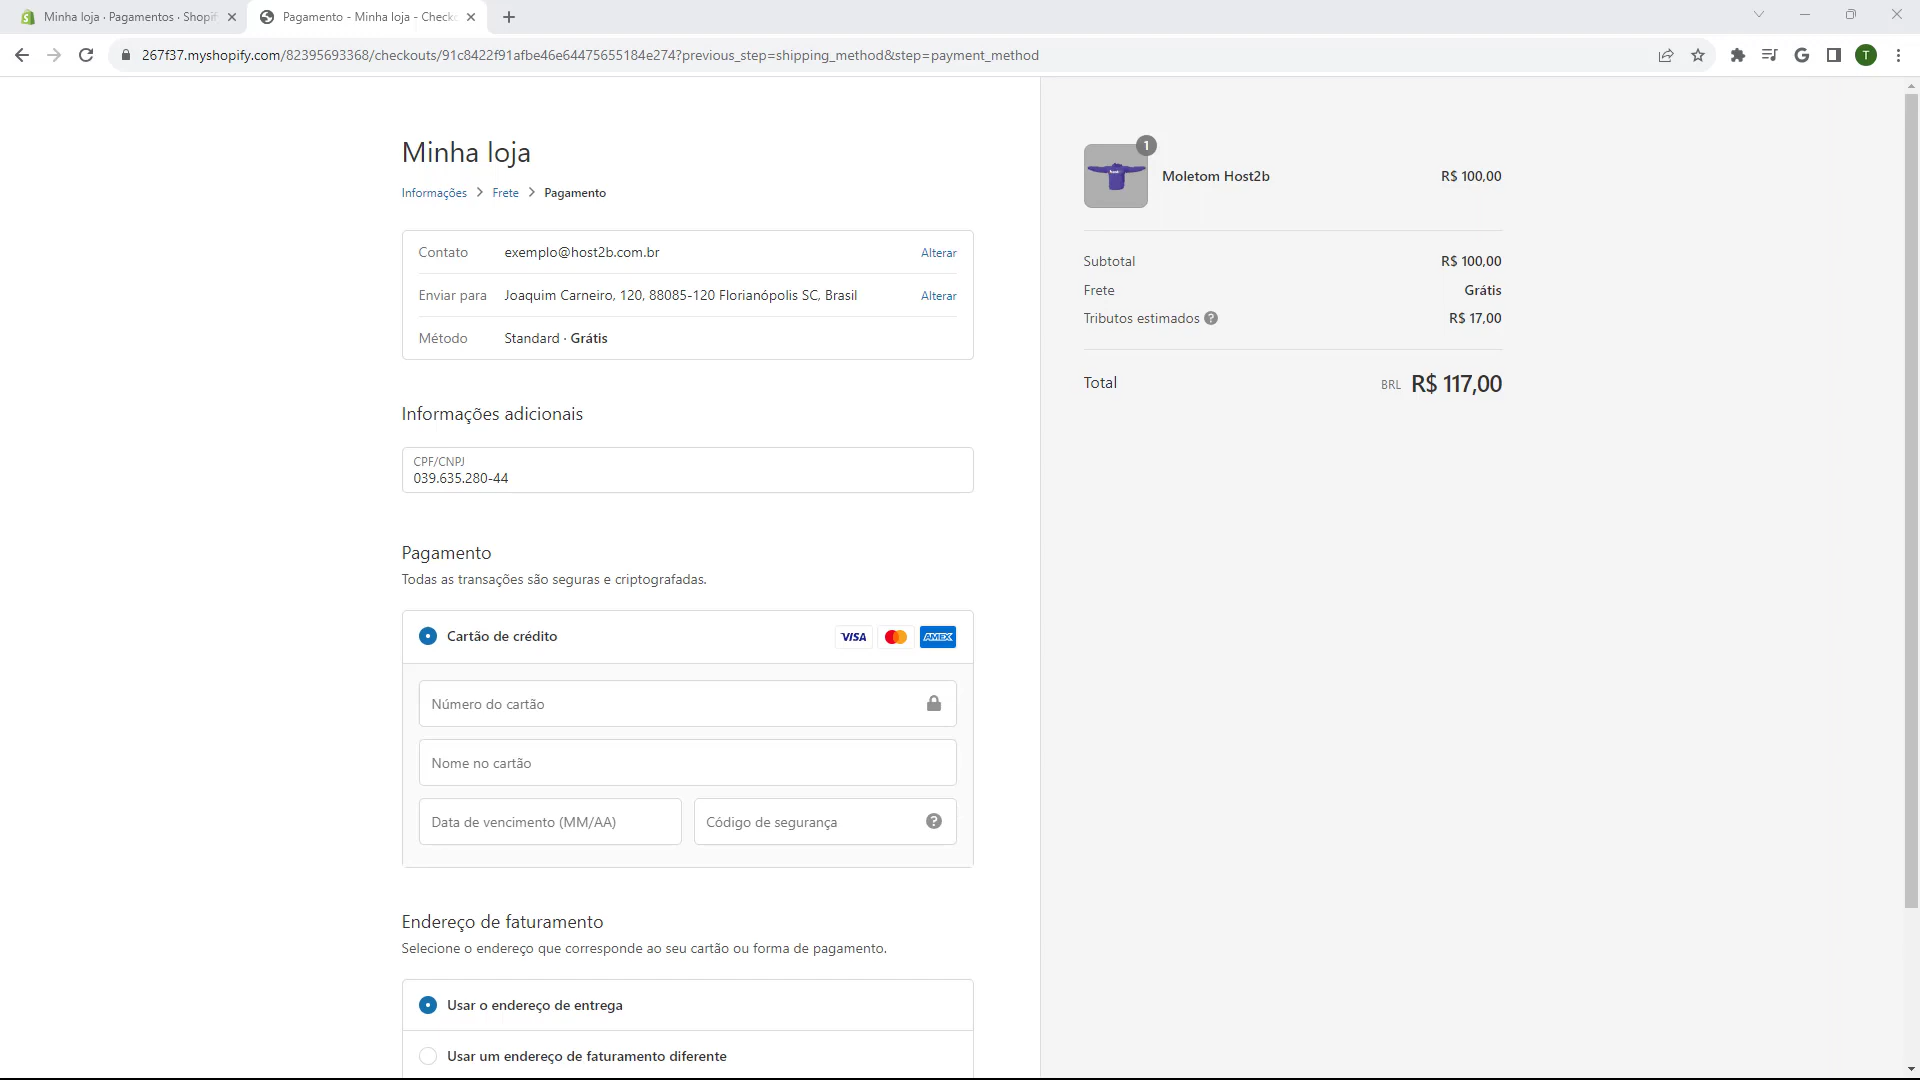 Minha loja · Pagamentos · Shopif
Pagamento - Minha loja - Checko
267f37.myshopify.com/82395693368/checkouts/91c8422f91afbe46e64475655184e274?previous_step=shipping_method&step=payment_method
T
Minha loja
Informações > Frete > Pagamento
Contato exemplo@host2b.com.br Alterar
Enviar para Joaquim Carneiro, 120, 88085-120 Florianópolis SC, Brasil Alterar
Método Standard · Grátis
Informações adicionais
CPF/CNPJ
039.635.280-44
Pagamento
Todas as transações são seguras e criptografadas.
Cartão de crédito VISA AMEX
Número do cartão
Nome no cartão
Data de vencimento (MM/AA) Código de segurança ?
Endereço de faturamento
Selecione o endereço que corresponde ao seu cartão ou forma de pagamento.
Usar o endereço de entrega
Usar um endereço de faturamento diferente
1
Moletom Host2b R$ 100,00
Subtotal R$ 100,00
Frete Grátis
Tributos estimados ? R$ 17,00
Total BRL R$ 117,00